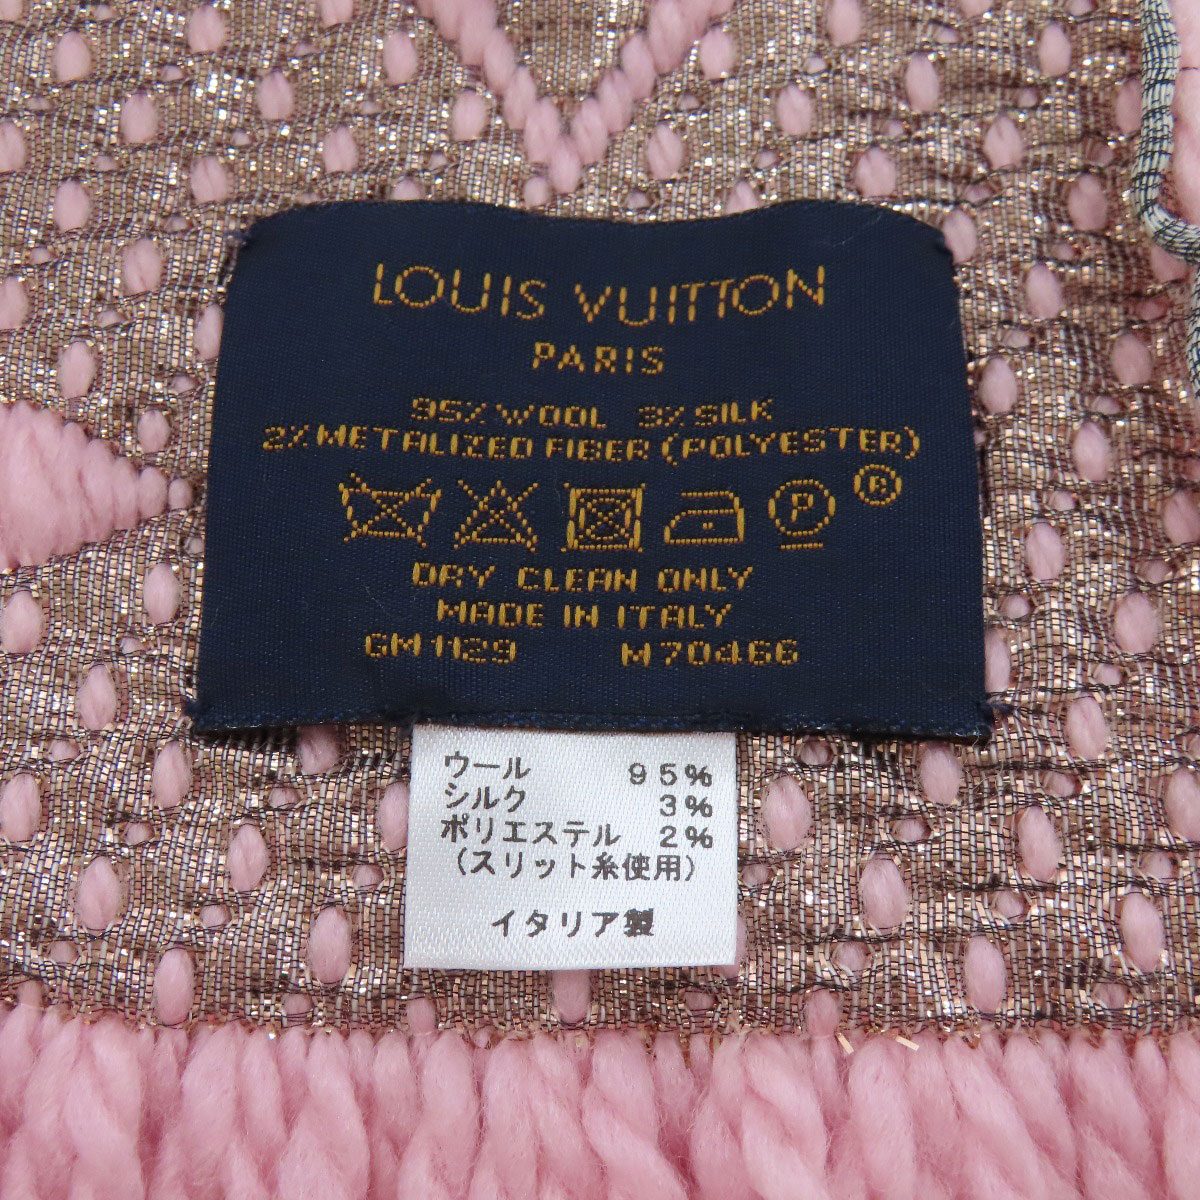 LOUIS VUITTON
PARIS
95% WOOL 3% SILK
2% METALIZED FIBER (POLYESTER)
P ®
DRY CLEAN ONLY
MADE IN ITALY
GM1129 M70466
ウール 95%
シルク 3%
ポリエステル 2%
(スリット糸使用)
イタリア製